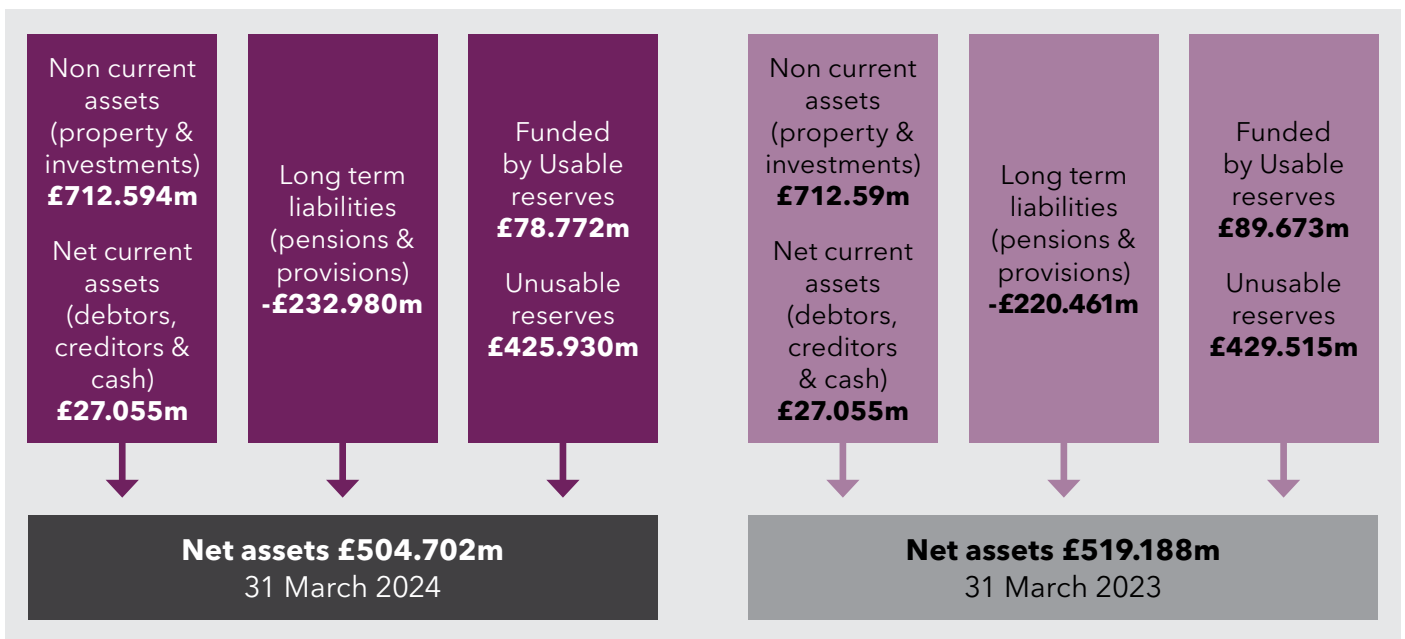 Non current
assets
(property &
investments)
£712.594m
Net current
assets
(debtors,
creditors &
cash)
£27.055m
Long term
liabilities
(pensions &
provisions)
-£232.980m
Funded
by Usable
reserves
£78.772m
Unusable
reserves
£425.930m
Net assets £504.702m
31 March 2024
Non current
assets
(property &
investments)
£712.59m
Net current
assets
(debtors,
creditors
& cash)
£27.055m
Long term
liabilities
(pensions &
provisions)
-£220.461m
Funded
by Usable
reserves
£89.673m
Unusable
reserves
£429.515m
Net assets £519.188m
31 March 2023